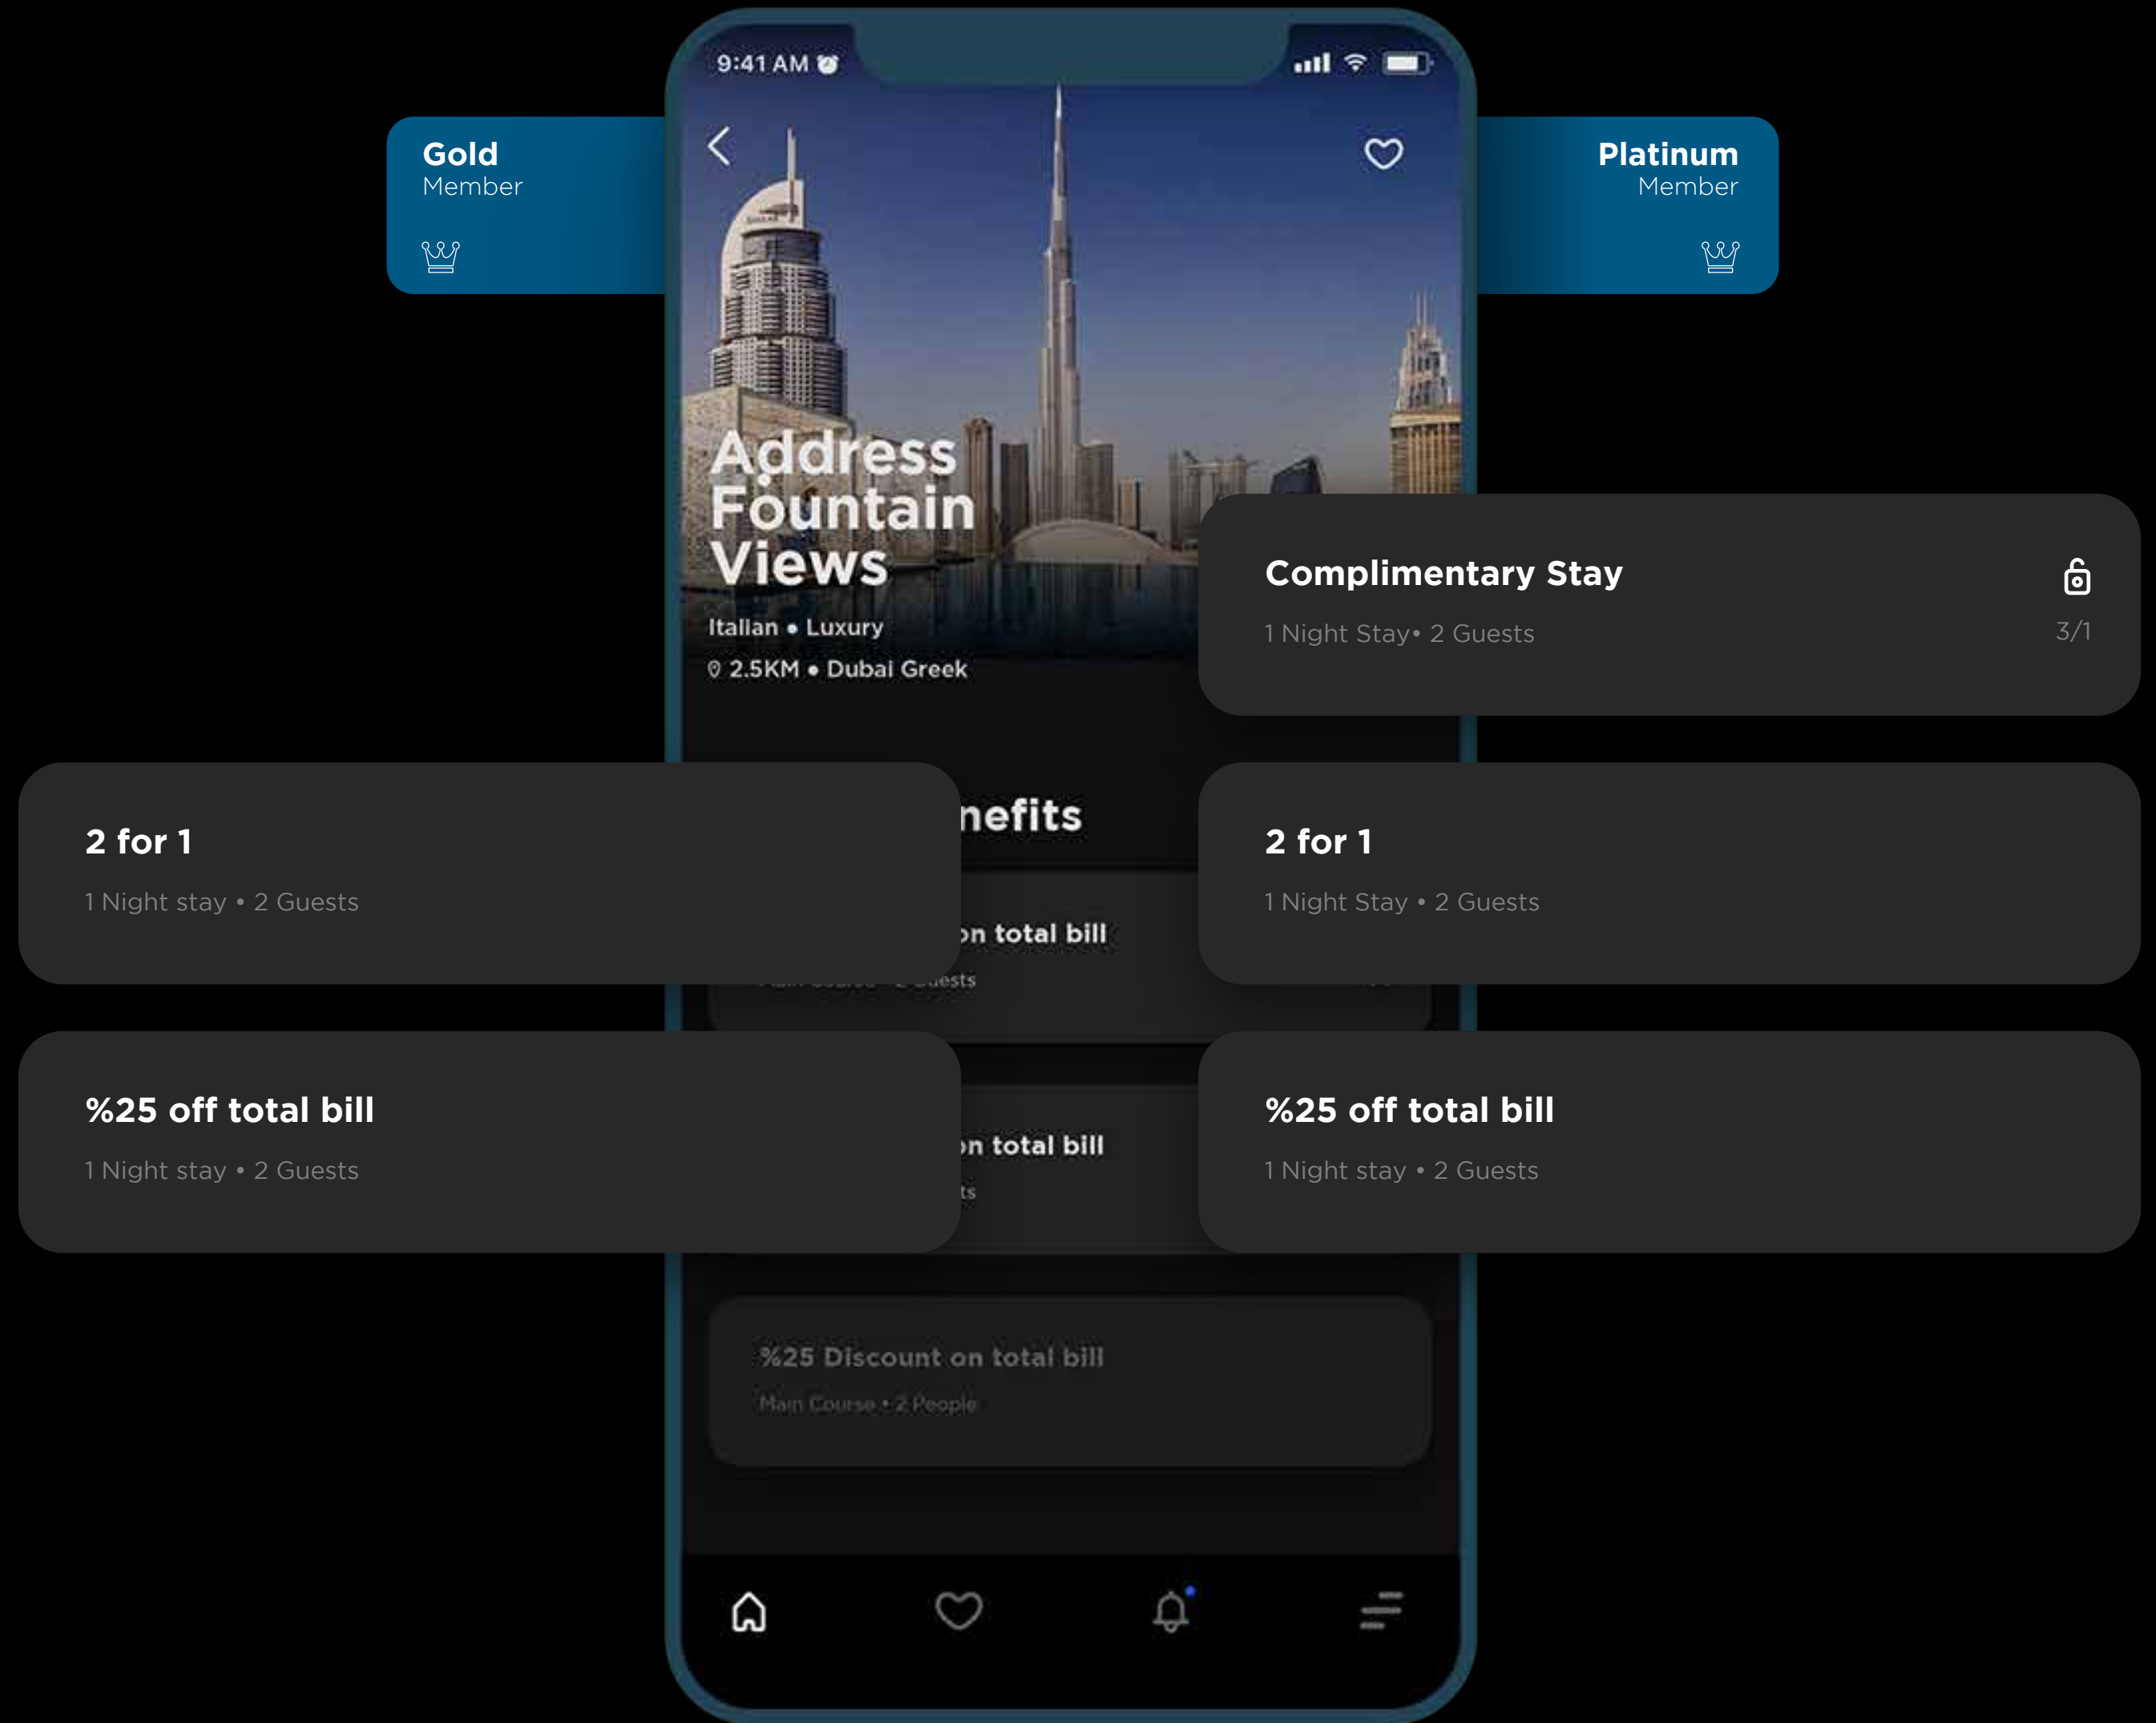 9:41 AM
Gold
Member
Platinum
Member
Address
Fountain
Views
Italian • Luxury
2.5KM • Dubai Greek
Complimentary Stay
1 Night Stay• 2 Guests
3/1
2 for 1
1 Night stay • 2 Guests
nefits
2 for 1
1 Night Stay • 2 Guests
on total bill
%25 off total bill
1 Night stay • 2 Guests
on total bill
%25 off total bill
1 Night stay • 2 Guests
%25 Discount on total bill
Main Course • 2 People